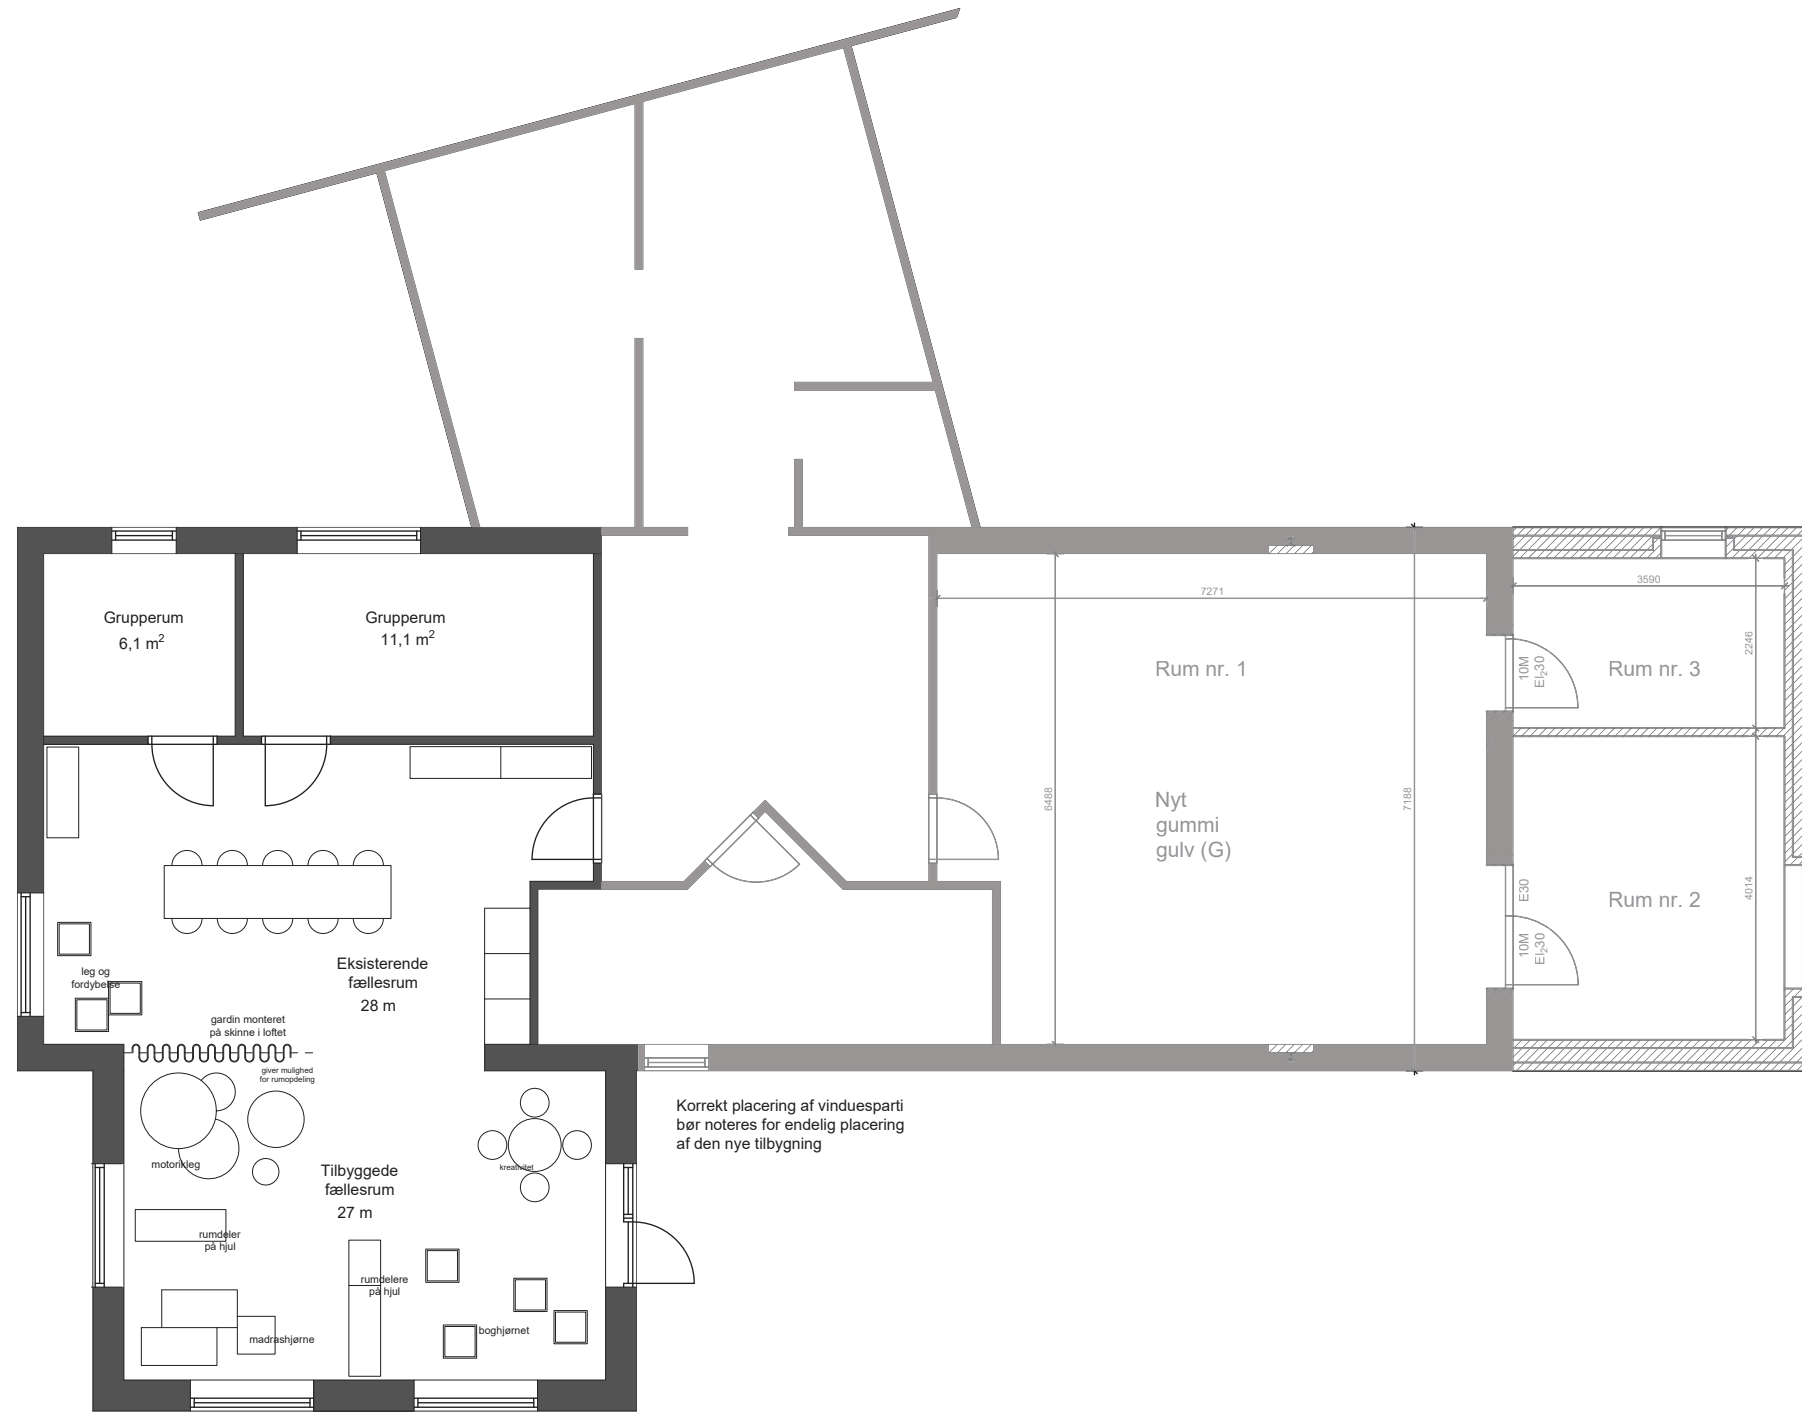 Grupperum
6,1 m²
Grupperum
11,1 m²
7271
3590
2246
Rum nr. 1
10M
EI₂30
Rum nr. 3
Nyt
gummi
gulv (G)
6488
7188
E30
10M
EI₂30
Rum nr. 2
4014
leg og
fordybelse
Eksisterende
fællesrum
28 m
gardin monteret
på skinne i loftet
giver mulighed
for rumopdeling
Korrekt placering af vinduesparti
bør noteres for endelig placering
af den nye tilbygning
motorikleg
kreativitet
Tilbyggede
fællesrum
27 m
rumdeler
på hjul
rumdelere
på hjul
madrashjørne
boghjørnet